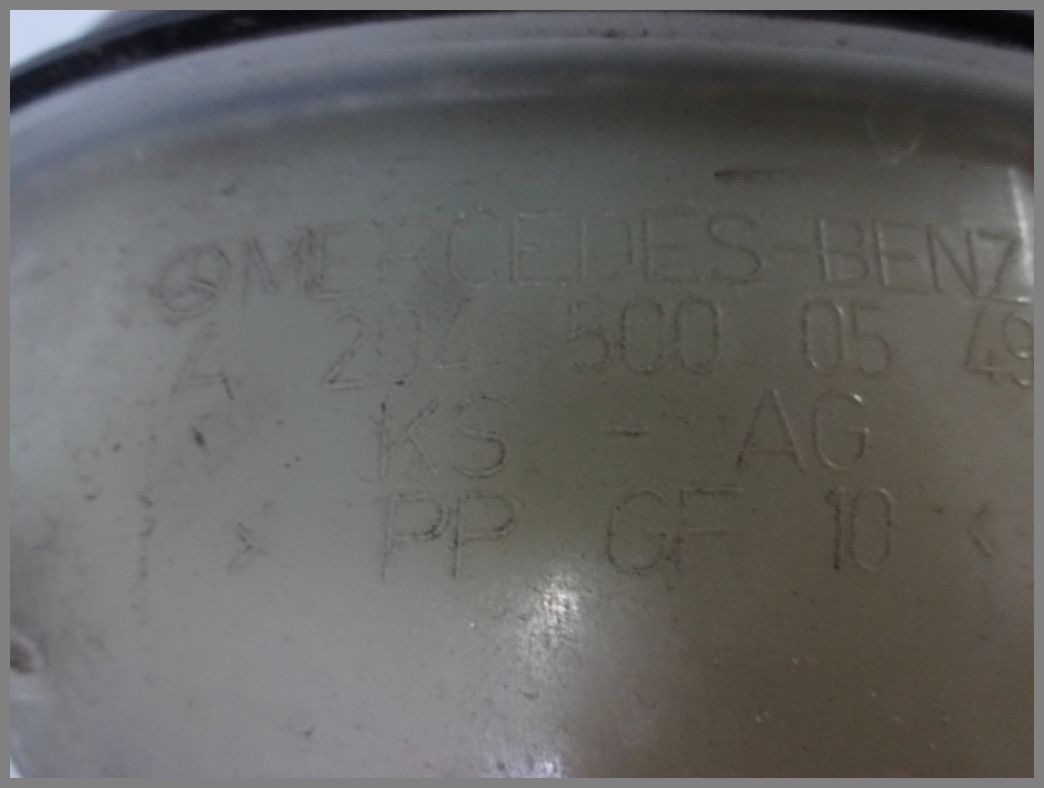 MERCEDES-BENZ
A 204 500 05 49
KS - AG
> PP GF 10 <